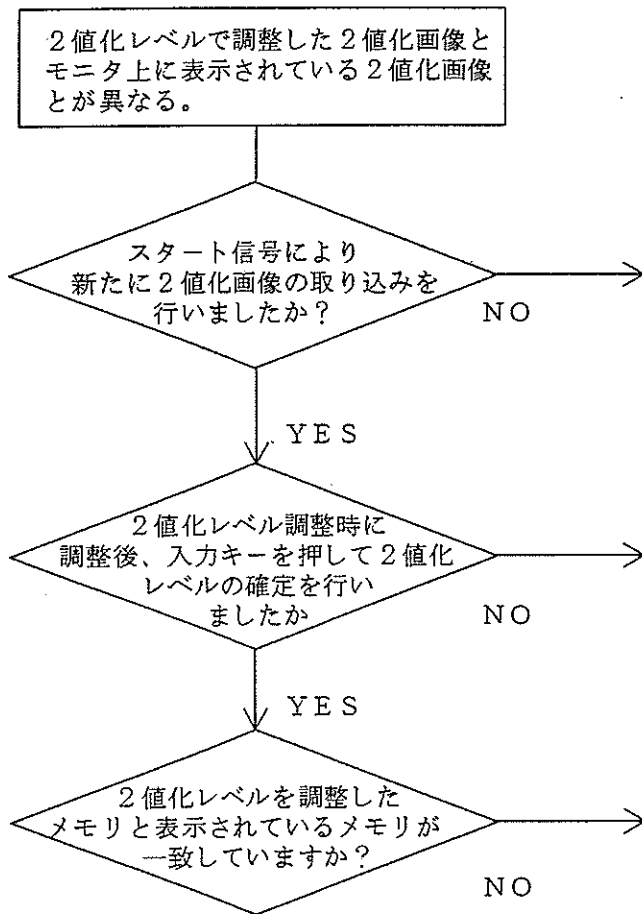 ２値化レベルで調整した２値化画像と
モニタ上に表示されている２値化画像
とが異なる。
スタート信号により
新たに２値化画像の取り込みを
行いましたか？
ＮＯ
ＹＥＳ
２値化レベル調整時に
調整後、入力キーを押して２値化
レベルの確定を行い
ましたか
ＮＯ
ＹＥＳ
２値化レベルを調整した
メモリと表示されているメモリが
一致していますか？
ＮＯ